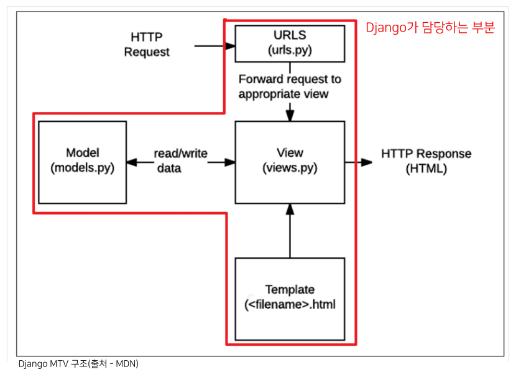 Django가 담당하는 부분
HTTP
Request
URLS
(urls.py)
Forward request to
appropriate view
Model
(models.py)
read/write
data
View
(views.py)
HTTP Response
(HTML)
Template
(<filename>.html
Django MTV 구조(출처 - MDN)